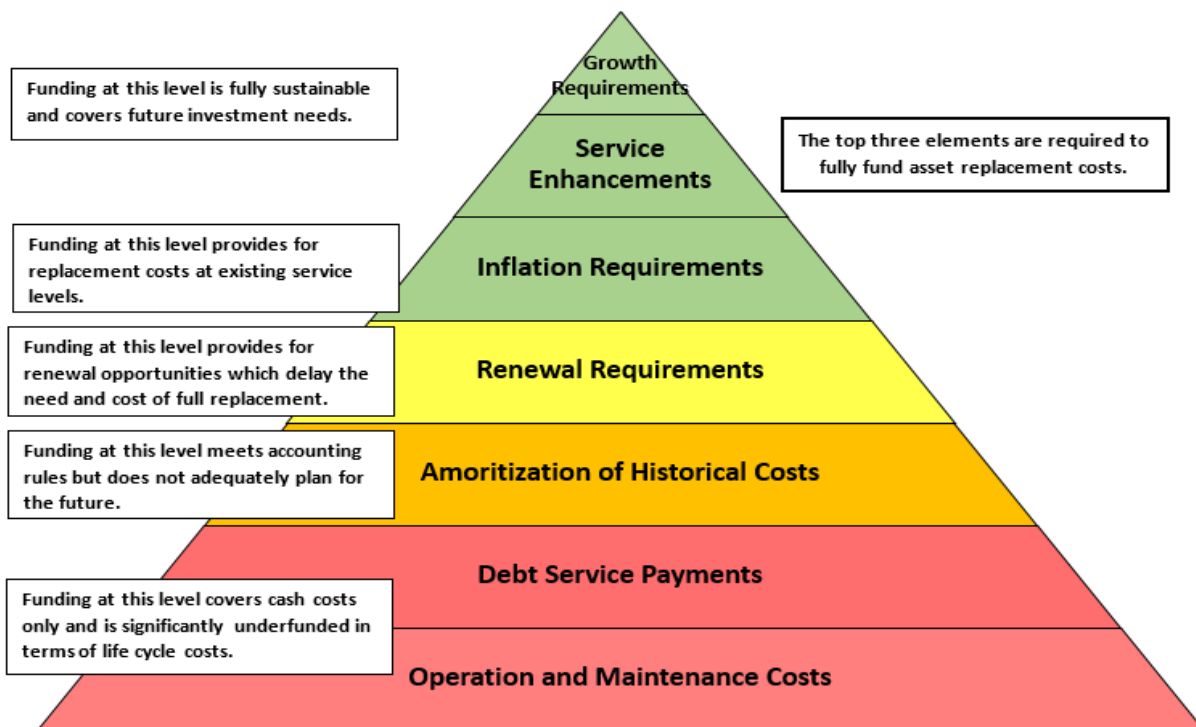 Growth
Requirements
Funding at this level is fully sustainable
and covers future investment needs.
Service
Enhancements
The top three elements are required to
fully fund asset replacement costs.
Funding at this level provides for
replacement costs at existing service
levels.
Inflation Requirements
Funding at this level provides for
renewal opportunities which delay the
need and cost of full replacement.
Renewal Requirements
Funding at this level meets accounting
rules but does not adequately plan for
the future.
Amoritization of Historical Costs
Debt Service Payments
Funding at this level covers cash costs
only and is significantly underfunded in
terms of life cycle costs.
Operation and Maintenance Costs